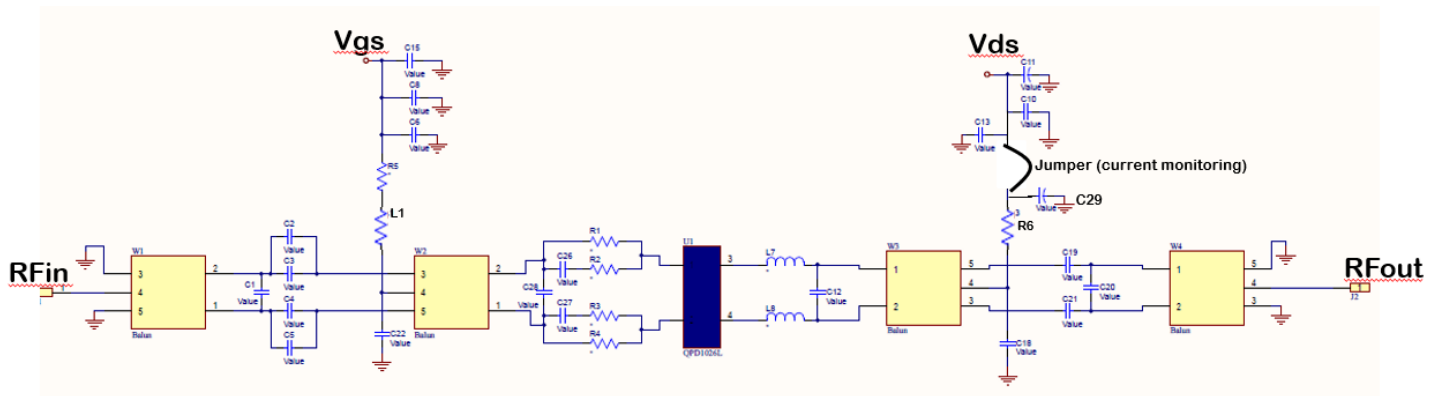 Vgs
C15
Value
C8
Value
C6
Value
R5
L1
Vds
C11
Value
C10
Value
C13
Value
Jumper (current monitoring)
Value
C29
3
R6
RFin
1
W1
3
4
5
2
1
Balun
C2
Value
C3
Value
C1
Value
C4
Value
C5
Value
W2
3
4
5
2
1
Balun
C22
Value
R1
C26
Value
R2
C28
Value
C27
Value
R3
R4
U1
3
4
QPD1026L
L7
C12
Value
L8
W3
1
2
5
4
3
Balun
C19
Value
C20
Value
C21
Value
C18
Value
W4
1
2
5
4
3
Balun
RFout
1
J2